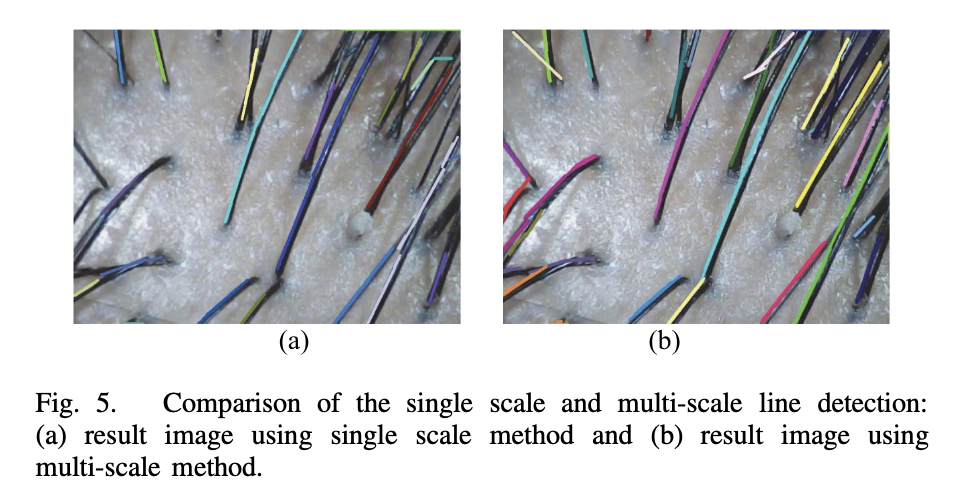 (a)
(b)
Fig. 5. Comparison of the single scale and multi-scale line detection:
(a) result image using single scale method and (b) result image using
multi-scale method.